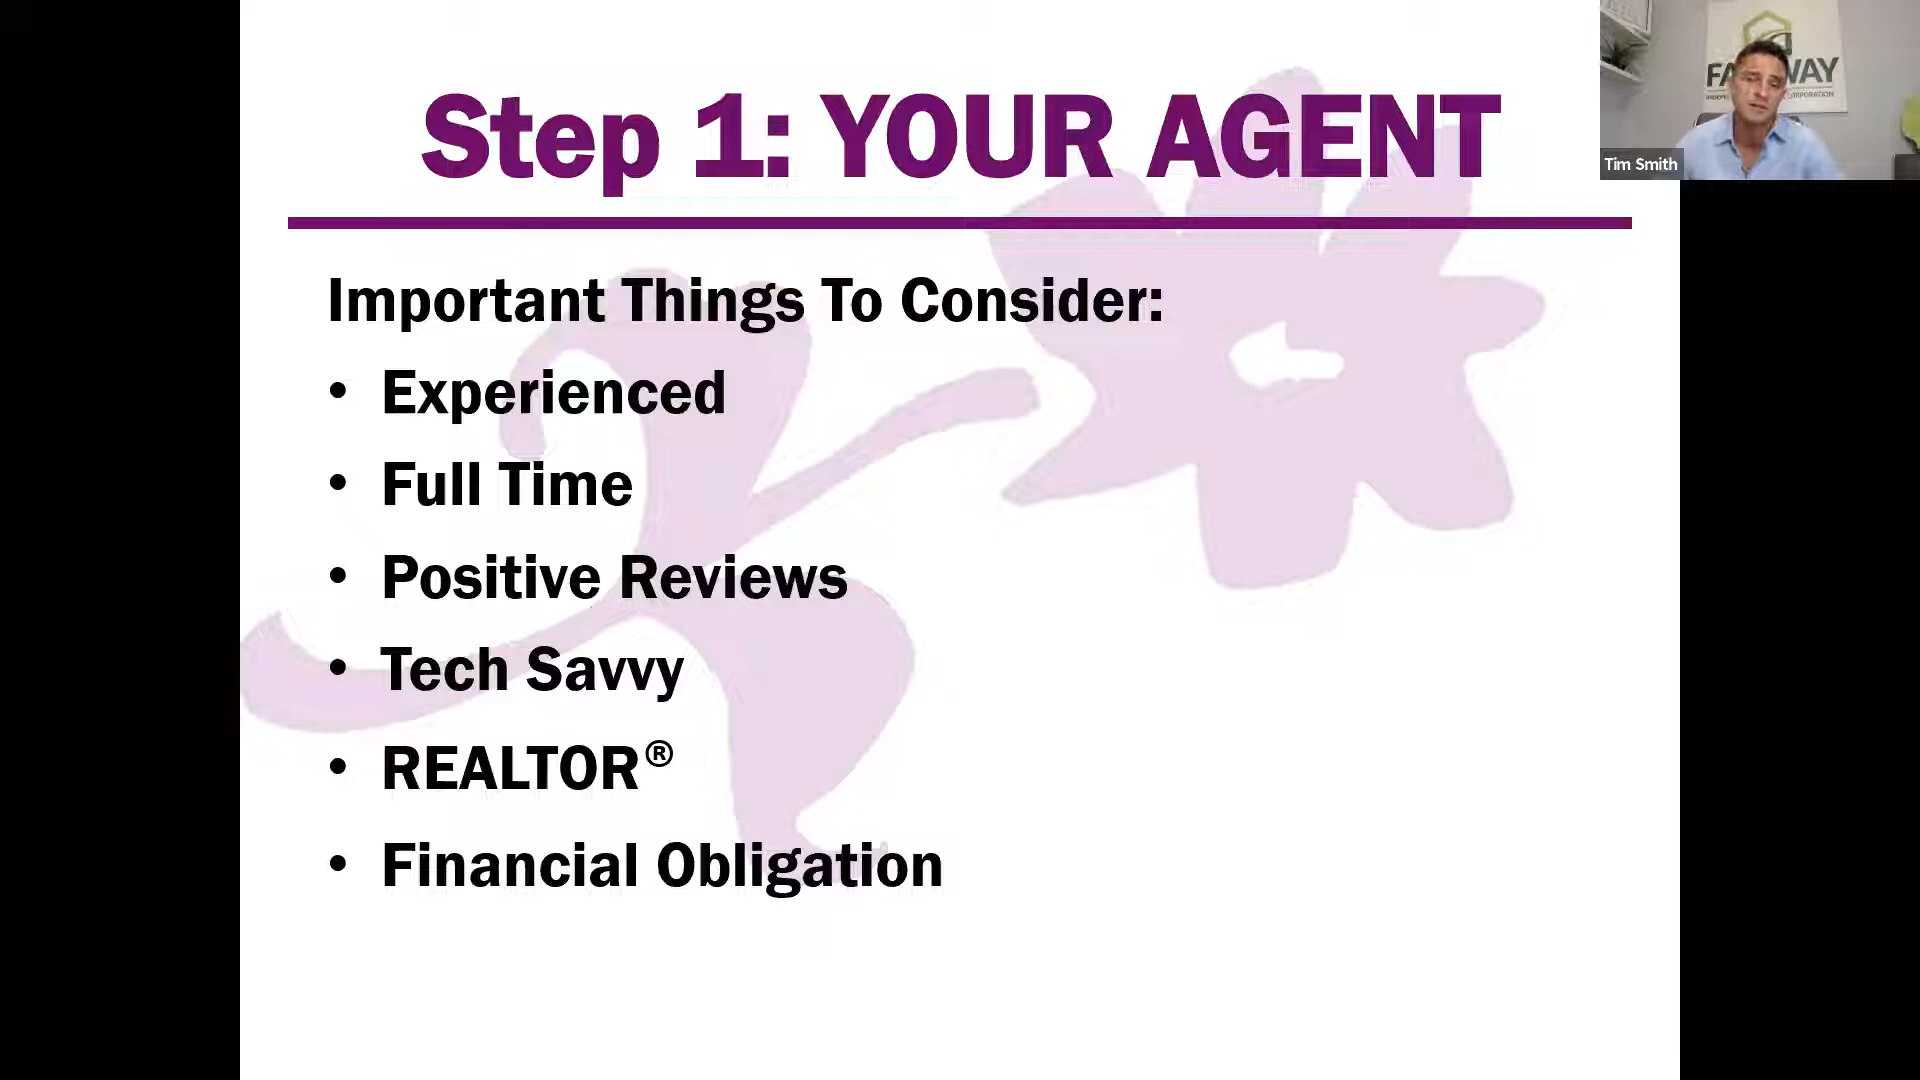 Step 1: YOUR AGENT
Important Things To Consider:
• Experienced
• Full Time
• Positive Reviews
• Tech Savvy
• REALTOR®
• Financial Obligation
Tim Smith